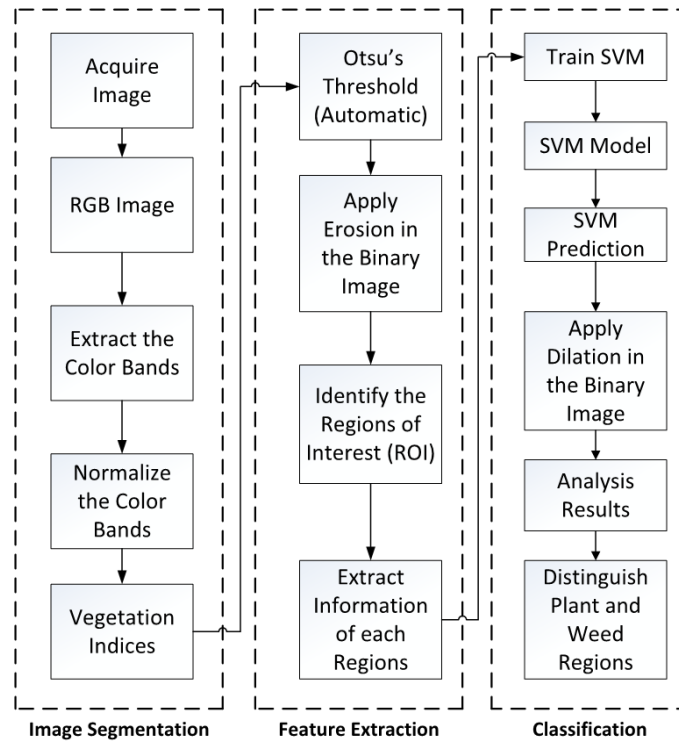 Acquire
Image
RGB Image
Extract the
Color Bands
Normalize
the Color
Bands
Vegetation
Indices
Image Segmentation
Otsu's
Threshold
(Automatic)
Apply
Erosion in
the Binary
Image
Identify the
Regions of
Interest (ROI)
Extract
Information
of each
Regions
Feature Extraction
Train SVM
SVM Model
SVM
Prediction
Apply
Dilation in
the Binary
Image
Analysis
Results
Distinguish
Plant and
Weed
Regions
Classification